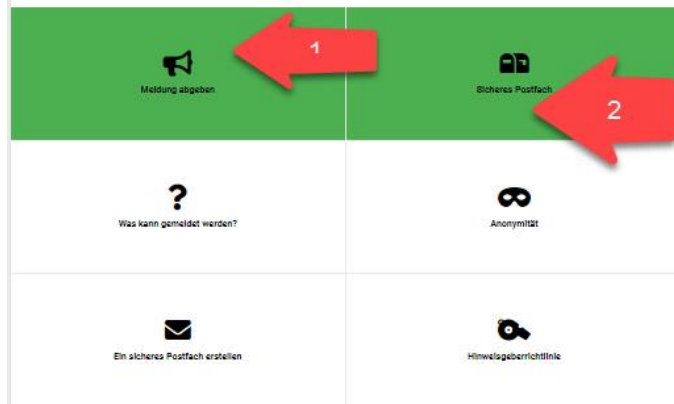 1
Meldung abgeben
Sicheres Postfach
2
Was kann gemeldet werden?
Anonymität
Ein sicheres Postfach erstellen
Hinweisgeberrichtlinie